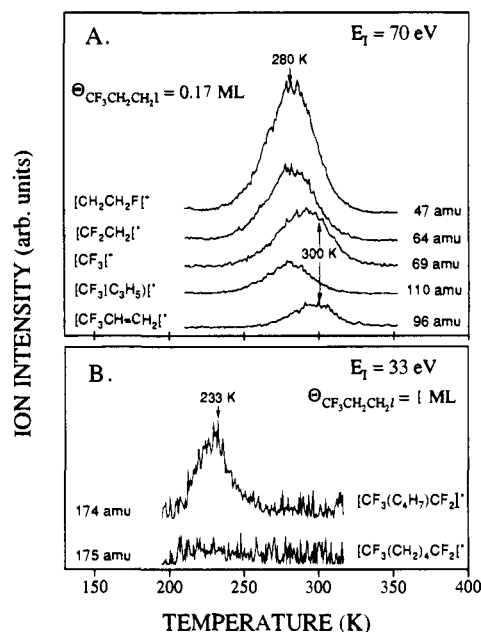 A.
E_I = 70 eV
280 K
Θ_CF3CH2CH2I = 0.17 ML
[CH2CH2F[⁺
47 amu
[CF2CH2[⁺
64 amu
[CF3[⁺
69 amu
300 K
[CF3(C3H5)[⁺
110 amu
[CF3CH=CH2[⁺
96 amu
B.
E_I = 33 eV
Θ_CF3CH2CH2I = 1 ML
233 K
174 amu
[CF3(C4H7)CF2]⁺
175 amu
[CF3(CH2)4CF2[⁺
150 200 250 300 350 400
TEMPERATURE (K)
ION INTENSITY (arb. units)